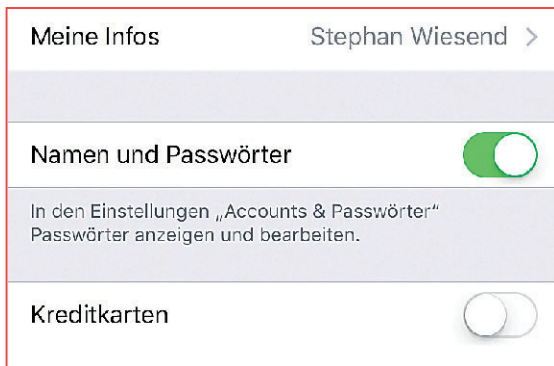 Meine Infos Stephan Wiesend >
Namen und Passwörter
In den Einstellungen „Accounts & Passwörter“
Passwörter anzeigen und bearbeiten.
Kreditkarten